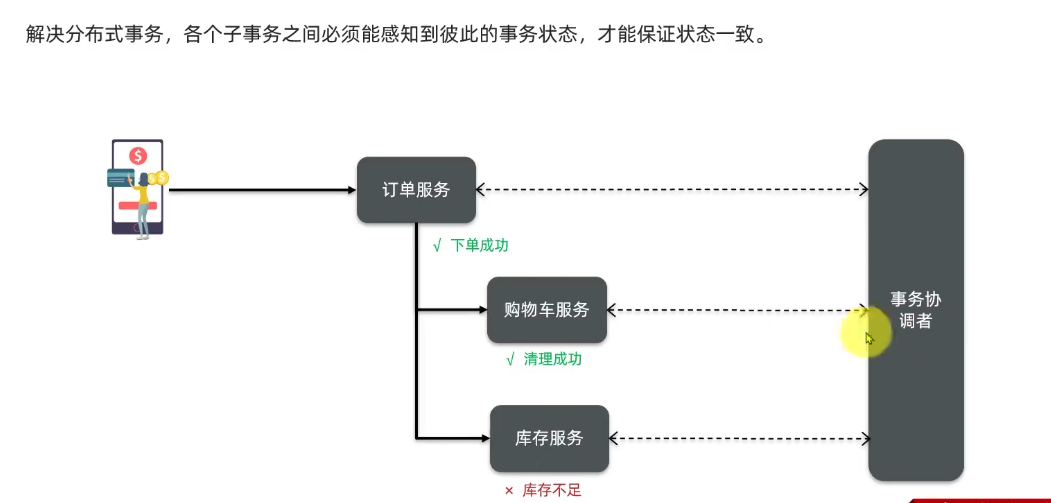 解决分布式事务，各个子事务之间必须能感知到彼此的事务状态，才能保证状态一致。
订单服务
√ 下单成功
购物车服务
√ 清理成功
事务协
调者
库存服务
× 库存不足